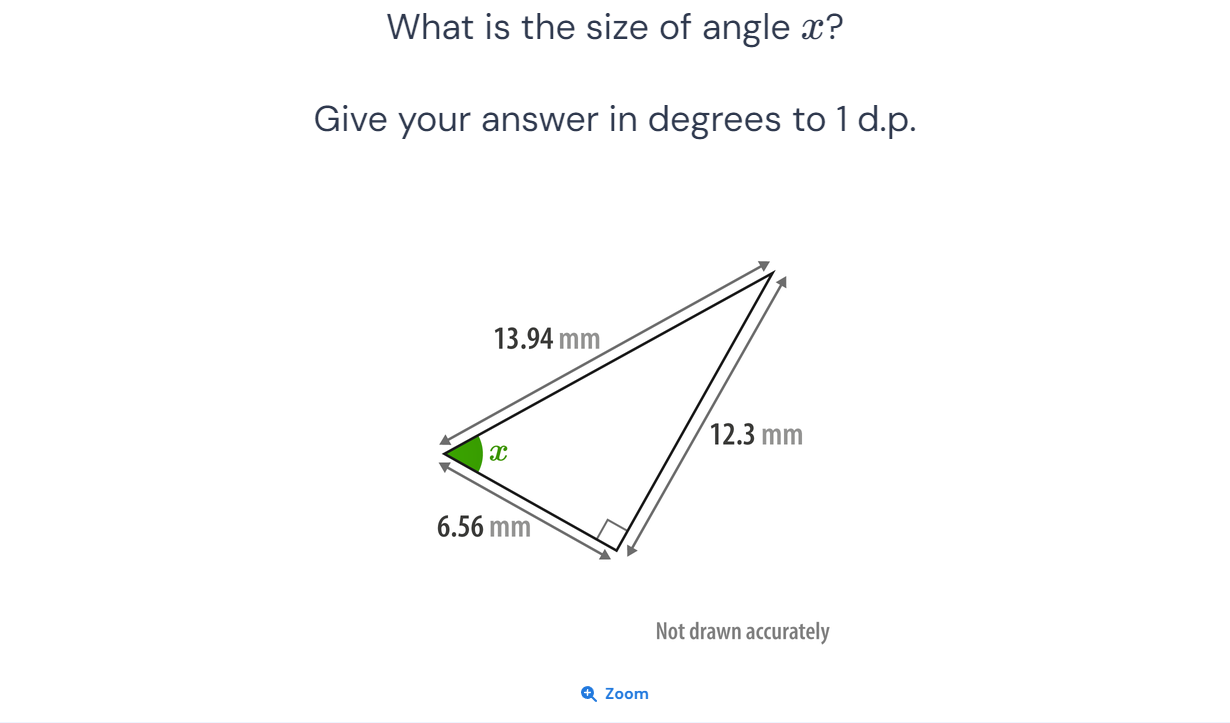 What is the size of angle x?
Give your answer in degrees to 1 d.p.
13.94 mm
x
12.3 mm
6.56 mm
Not drawn accurately
Zoom